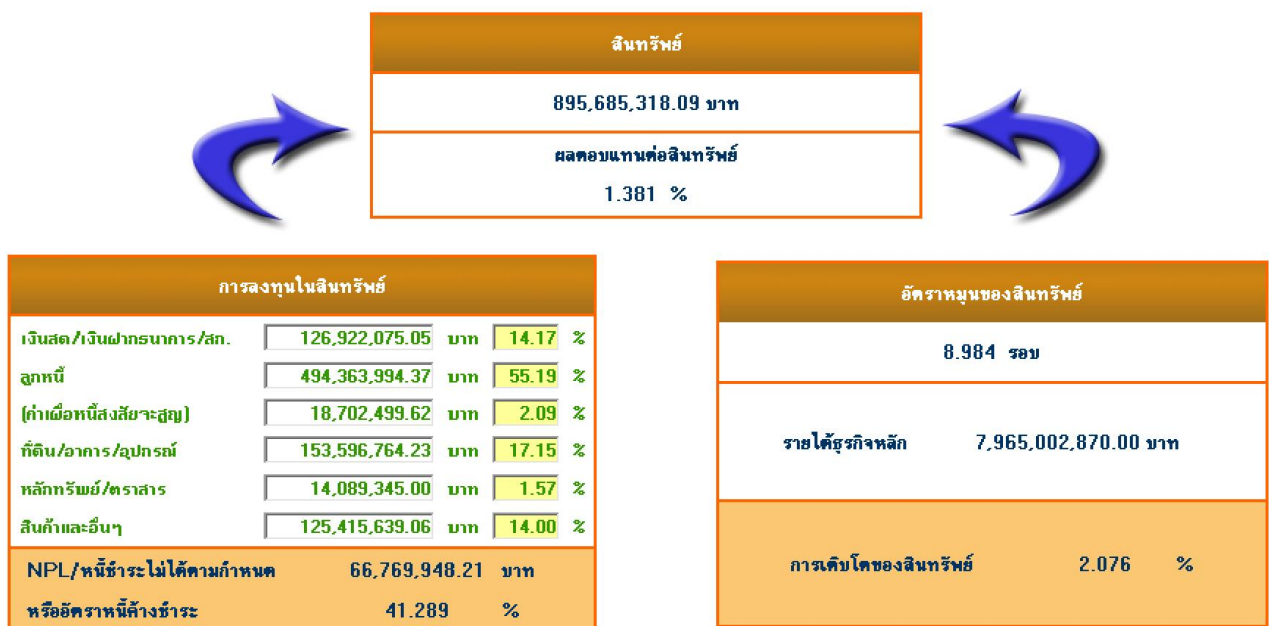 สินทรัพย์
895,685,318.09 บาท
ผลตอบแทนต่อสินทรัพย์
1.381 %
การลงทุนในสินทรัพย์
เงินสด/เงินฝากธนาคาร/สก. 126,922,075.05 บาท 14.17 %
ลูกหนี้ 494,363,994.37 บาท 55.19 %
(ค่าเผื่อหนี้สงสัยจะสูญ) 18,702,499.62 บาท 2.09 %
ที่ดิน/อาคาร/อุปกรณ์ 153,596,764.23 บาท 17.15 %
หลักทรัพย์/ตราสาร 14,089,345.00 บาท 1.57 %
สินค้าและอื่นๆ 125,415,639.06 บาท 14.00 %
NPL/หนี้ชำระไม่ได้ตามกำหนด 66,769,948.21 บาท
หรืออัตราหนี้ค้างชำระ 41.289 %
อัตราหมุนของสินทรัพย์
8.984 รอบ
รายได้ธุรกิจหลัก 7,965,002,870.00 บาท
การเติบโตของสินทรัพย์ 2.076 %